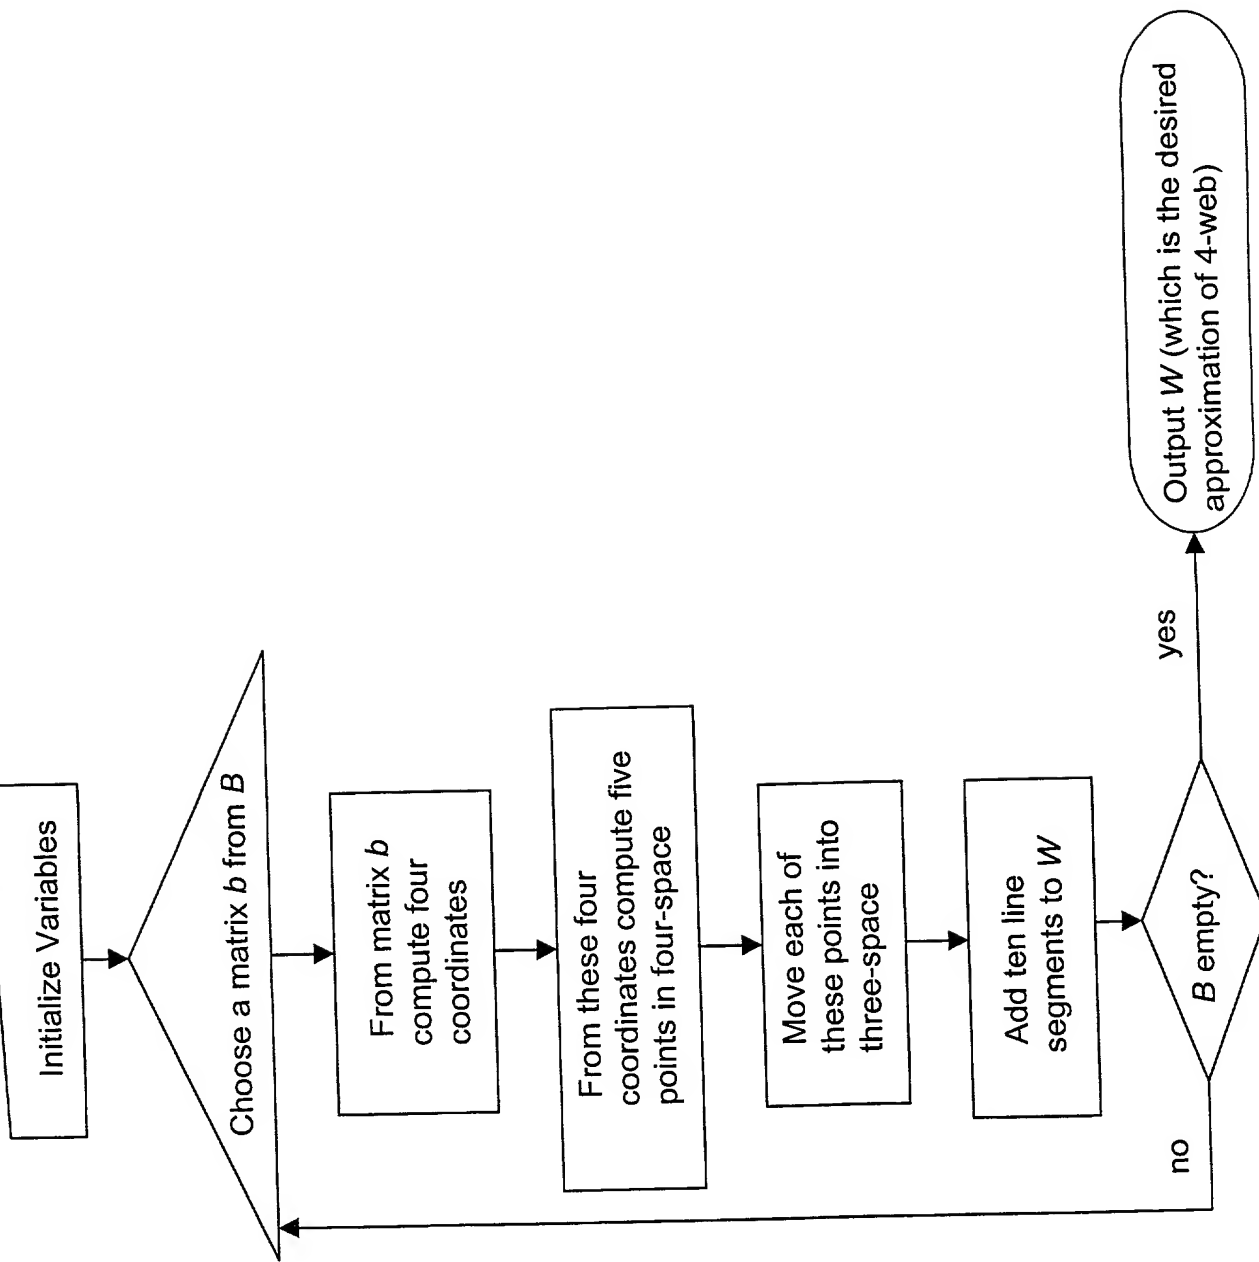 Initialize Variables
Choose a matrix b from B
From matrix b
compute four
coordinates
From these four
coordinates compute five
points in four-space
Move each of
these points into
three-space
Add ten line
segments to W
B empty?
no
yes
Output W (which is the desired
approximation of 4-web)